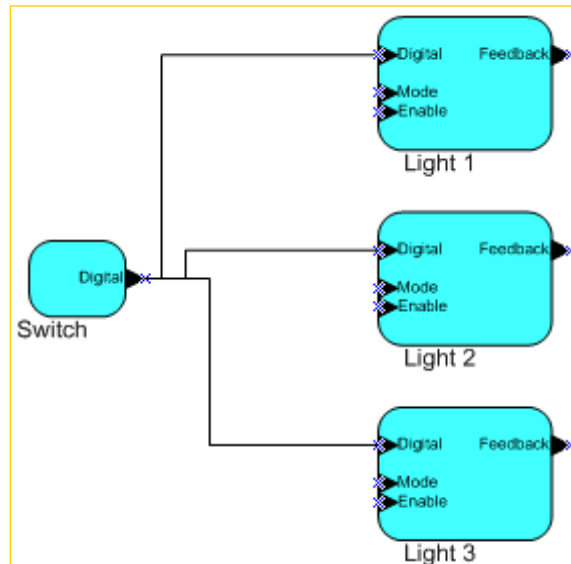 Digital Feedback
Mode
Enable
Light 1
Digital
Switch
Digital Feedback
Mode
Enable
Light 2
Digital Feedback
Mode
Enable
Light 3